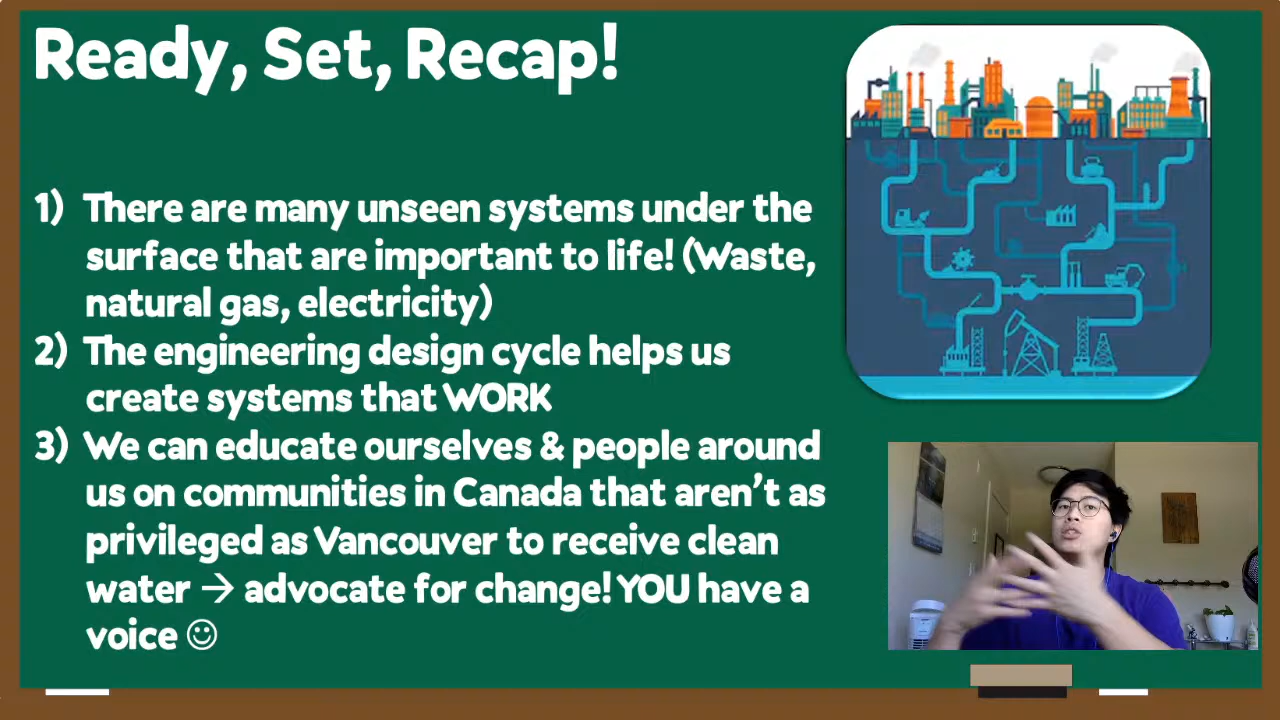 Ready, Set, Recap!
1) There are many unseen systems under the
surface that are important to life! (Waste,
natural gas, electricity)
2) The engineering design cycle helps us
create systems that WORK
3) We can educate ourselves & people around
us on communities in Canada that aren't as
privileged as Vancouver to receive clean
water → advocate for change! YOU have a
voice ☺